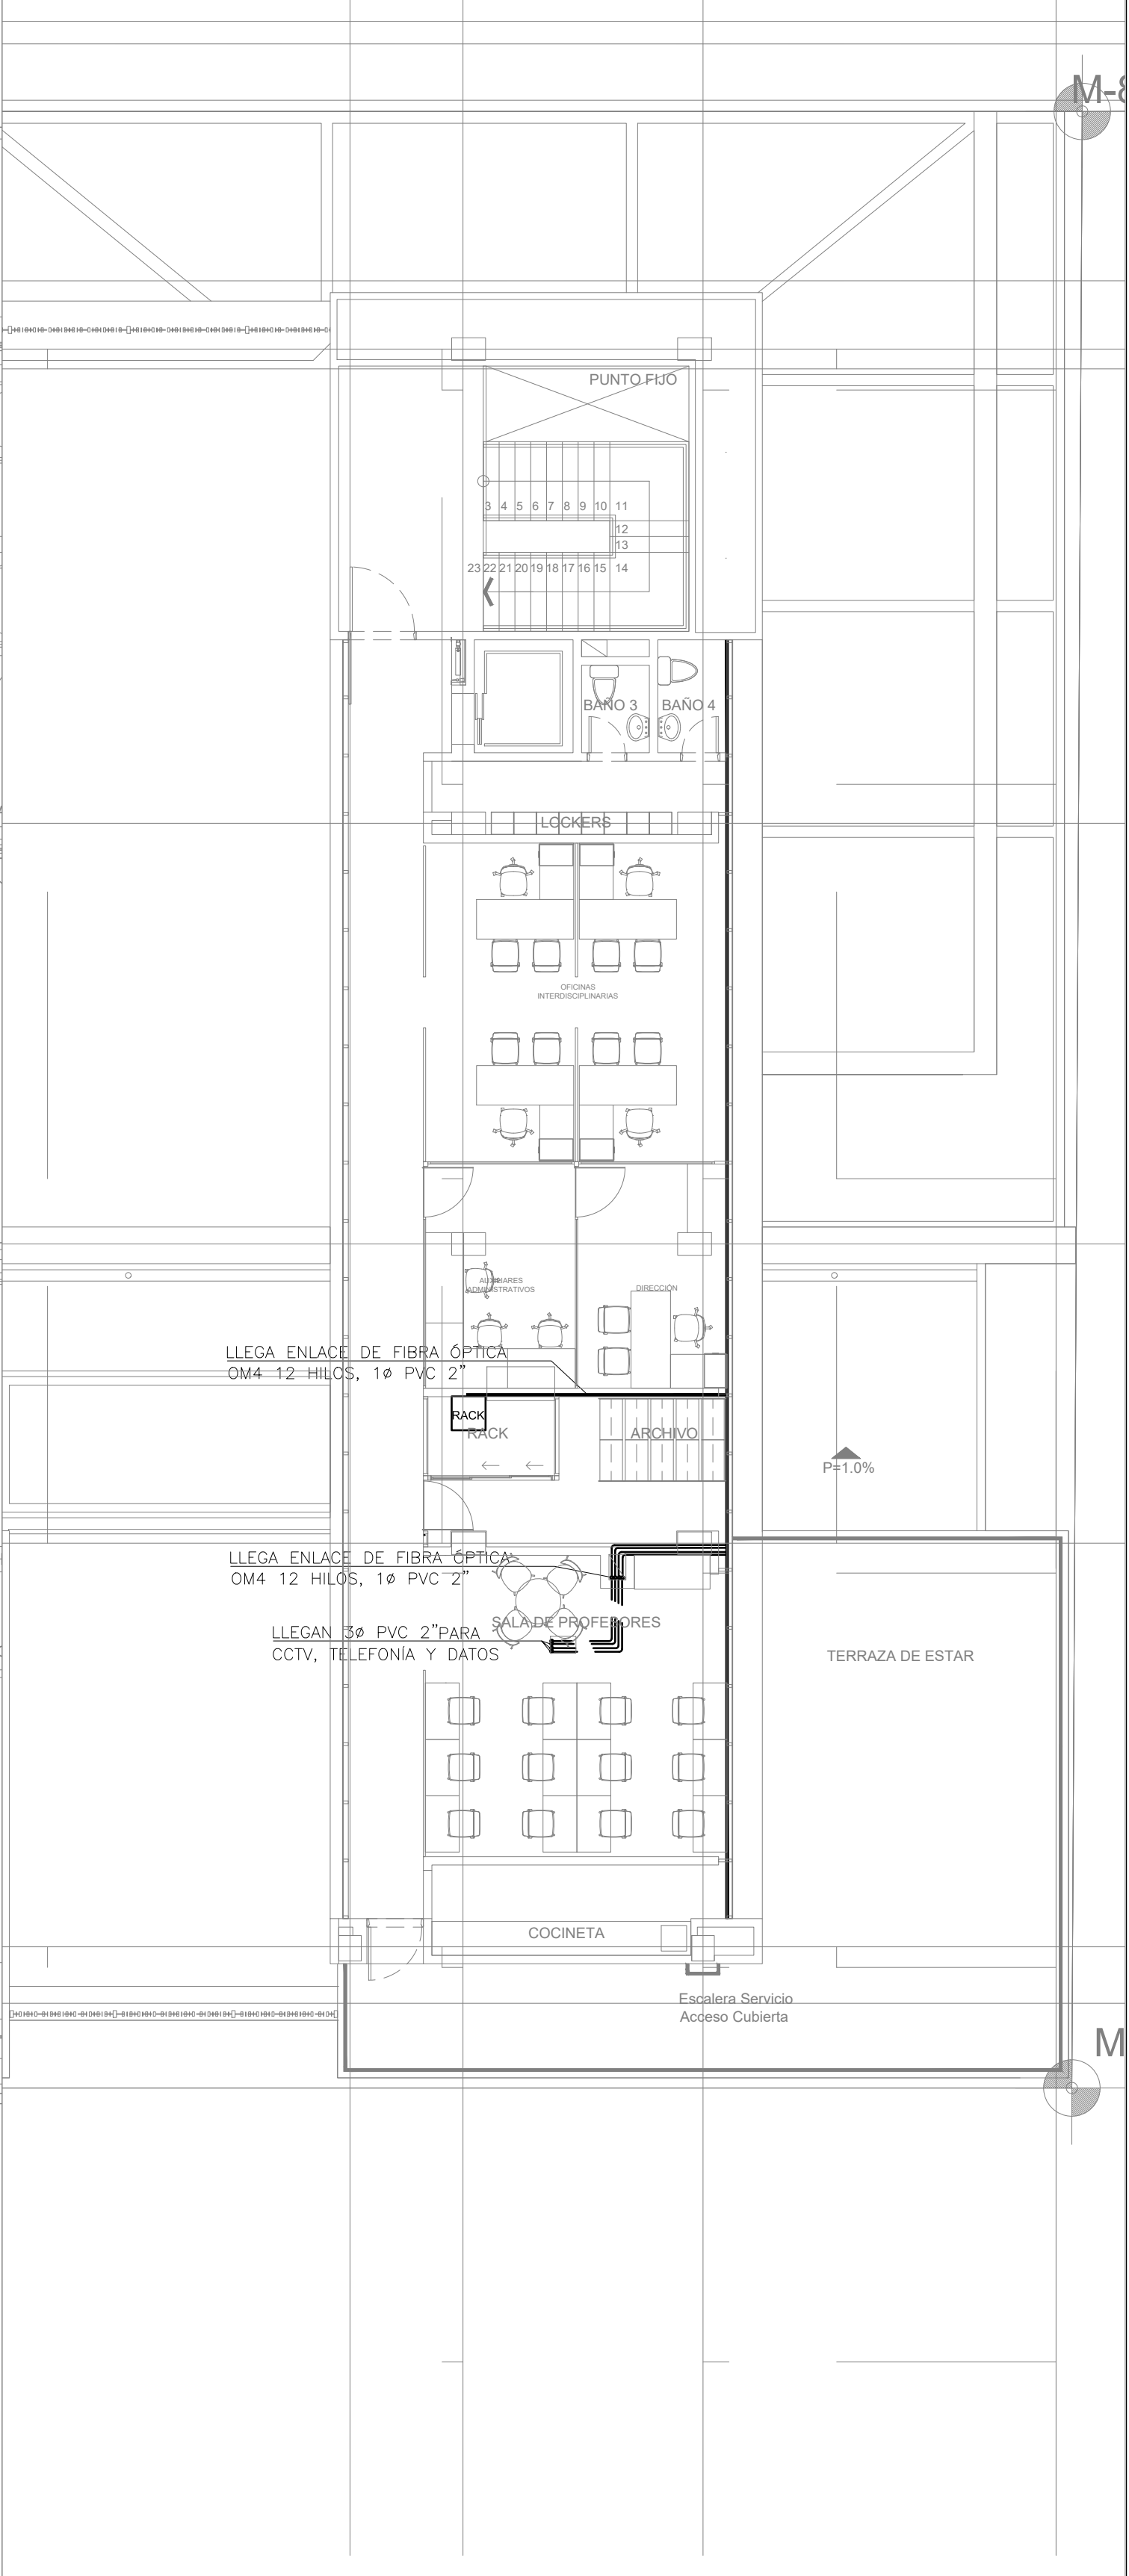 M-8
PUNTO FIJO
3 4 5 6 7 8 9 10 11
12
13
23 22 21 20 19 18 17 16 15 14
BAÑO 3
BAÑO 4
LOCKERS
OFICINAS
INTERDISCIPLINARIAS
AUXILIARES
ADMINISTRATIVOS
DIRECCIÓN
LLEGA ENLACE DE FIBRA ÓPTICA
OM4 12 HILOS, 1ø PVC 2”
RACK
RACK
ARCHIVO
P=1.0%
LLEGA ENLACE DE FIBRA ÓPTICA
OM4 12 HILOS, 1ø PVC 2”
SALA DE PROFEDORES
LLEGAN 3ø PVC 2”PARA
CCTV, TELEFONÍA Y DATOS
TERRAZA DE ESTAR
COCINETA
Escalera Servicio
Acceso Cubierta
M